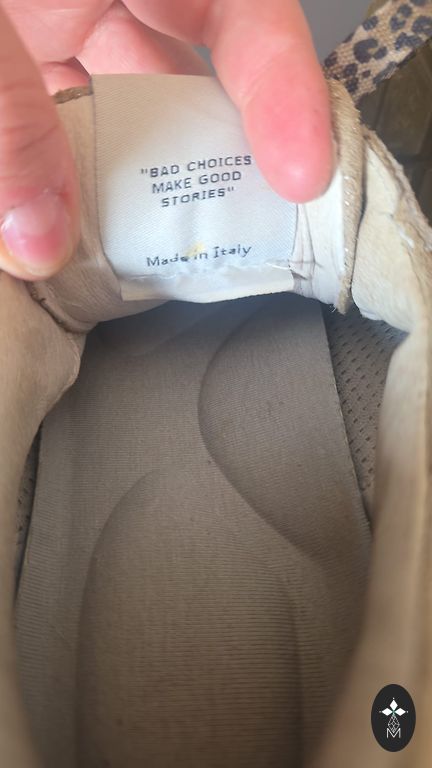 "BAD CHOICES
MAKE GOOD
STORIES"
Made in Italy